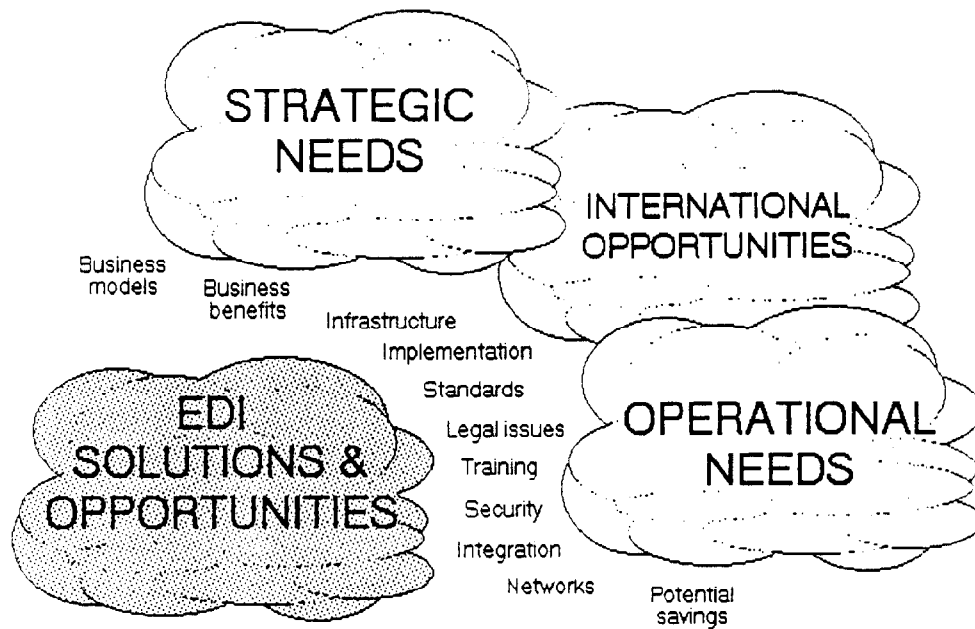 STRATEGIC
NEEDS
INTERNATIONAL
OPPORTUNITIES
Business
models
Business
benefits
Infrastructure
Implementation
Standards
Legal issues
Training
Security
Integration
Networks
Potential
savings
EDI
SOLUTIONS &
OPPORTUNITIES
OPERATIONAL
NEEDS